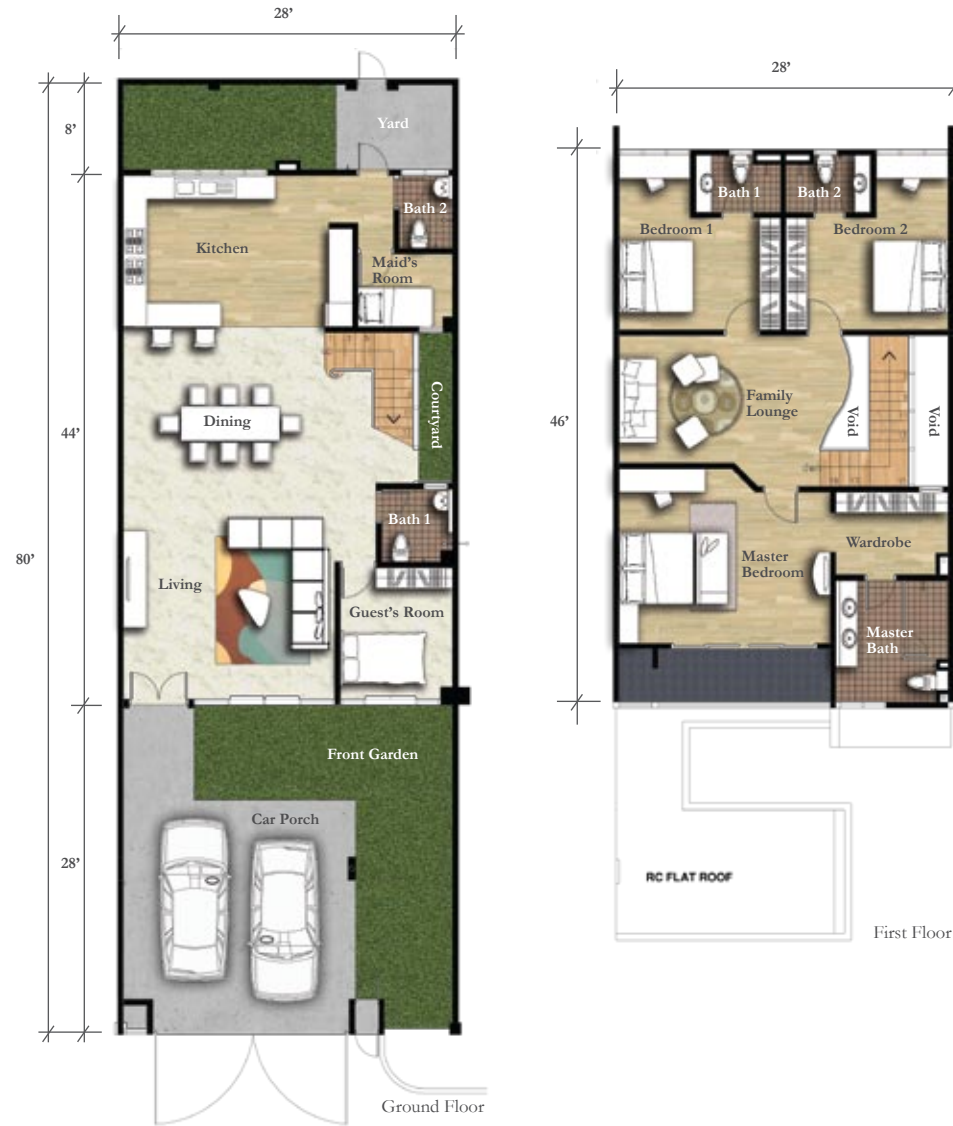 28'
8'
44'
80'
28'
Yard
Bath 2
Kitchen
Maid's
Room
Dining
Courtyard
Bath 1
Living
Guest's Room
Front Garden
Car Porch
Ground Floor
28'
46'
Bath 1
Bath 2
Bedroom 1
Bedroom 2
Family
Lounge
Void
Void
Master
Bedroom
Wardrobe
Master
Bath
RC FLAT ROOF
First Floor